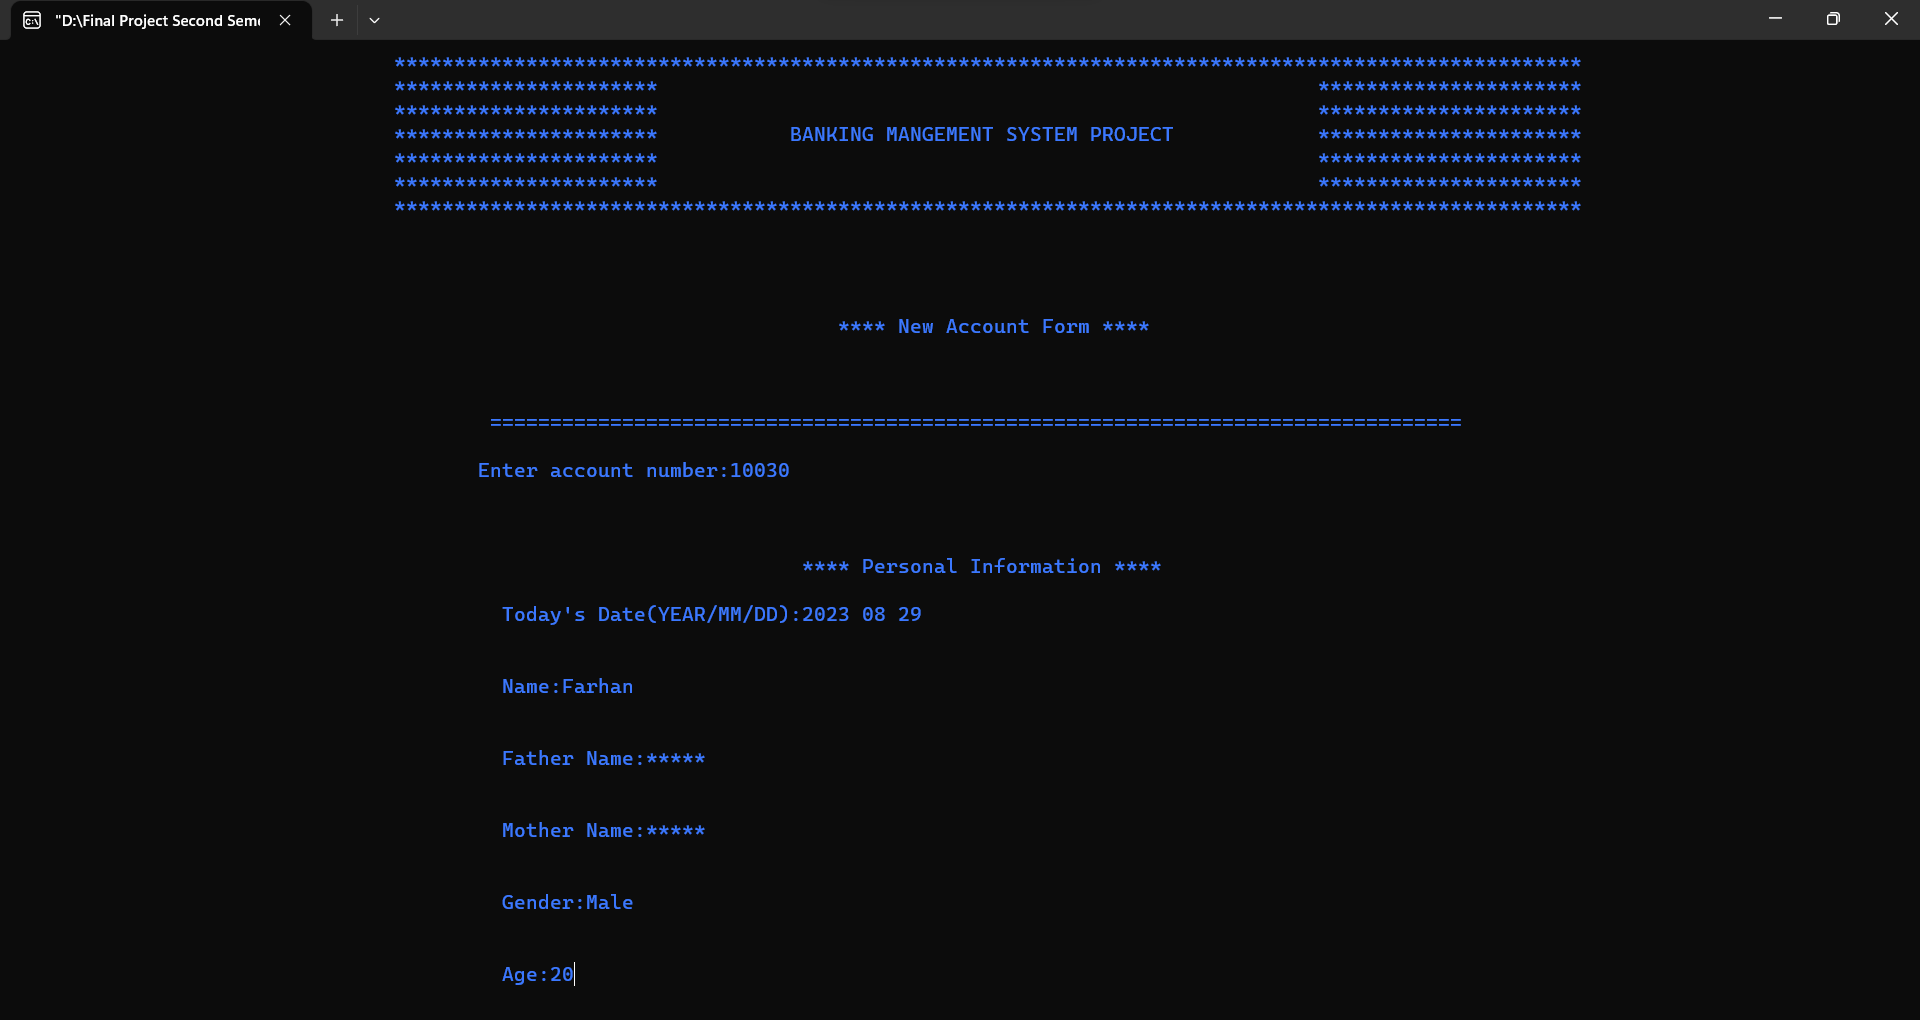 "D:\Final Project Second Seme
***************************************************************************************************
********************** **********************
********************** **********************
********************** BANKING MANGEMENT SYSTEM PROJECT **********************
********************** **********************
********************** **********************
***************************************************************************************************
**** New Account Form ****
=================================================================================
Enter account number:10030
**** Personal Information ****
Today's Date(YEAR/MM/DD):2023 08 29
Name:Farhan
Father Name:*****
Mother Name:*****
Gender:Male
Age:20